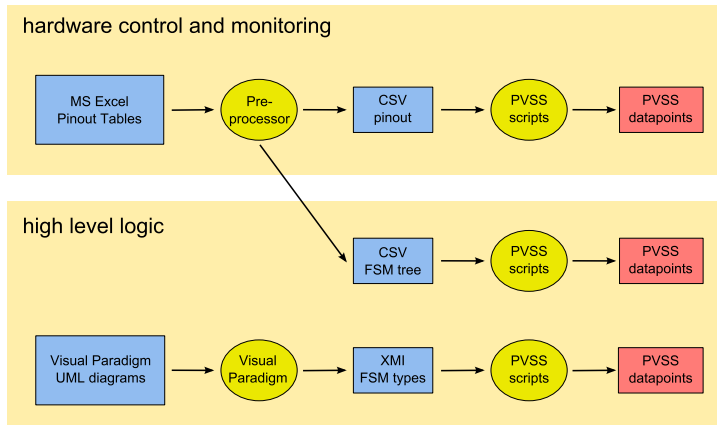 hardware control and monitoring
MS Excel
Pinout Tables
Pre-
processor
CSV
pinout
PVSS
scripts
PVSS
datapoints
high level logic
CSV
FSM tree
PVSS
scripts
PVSS
datapoints
Visual Paradigm
UML diagrams
Visual
Paradigm
XMI
FSM types
PVSS
scripts
PVSS
datapoints